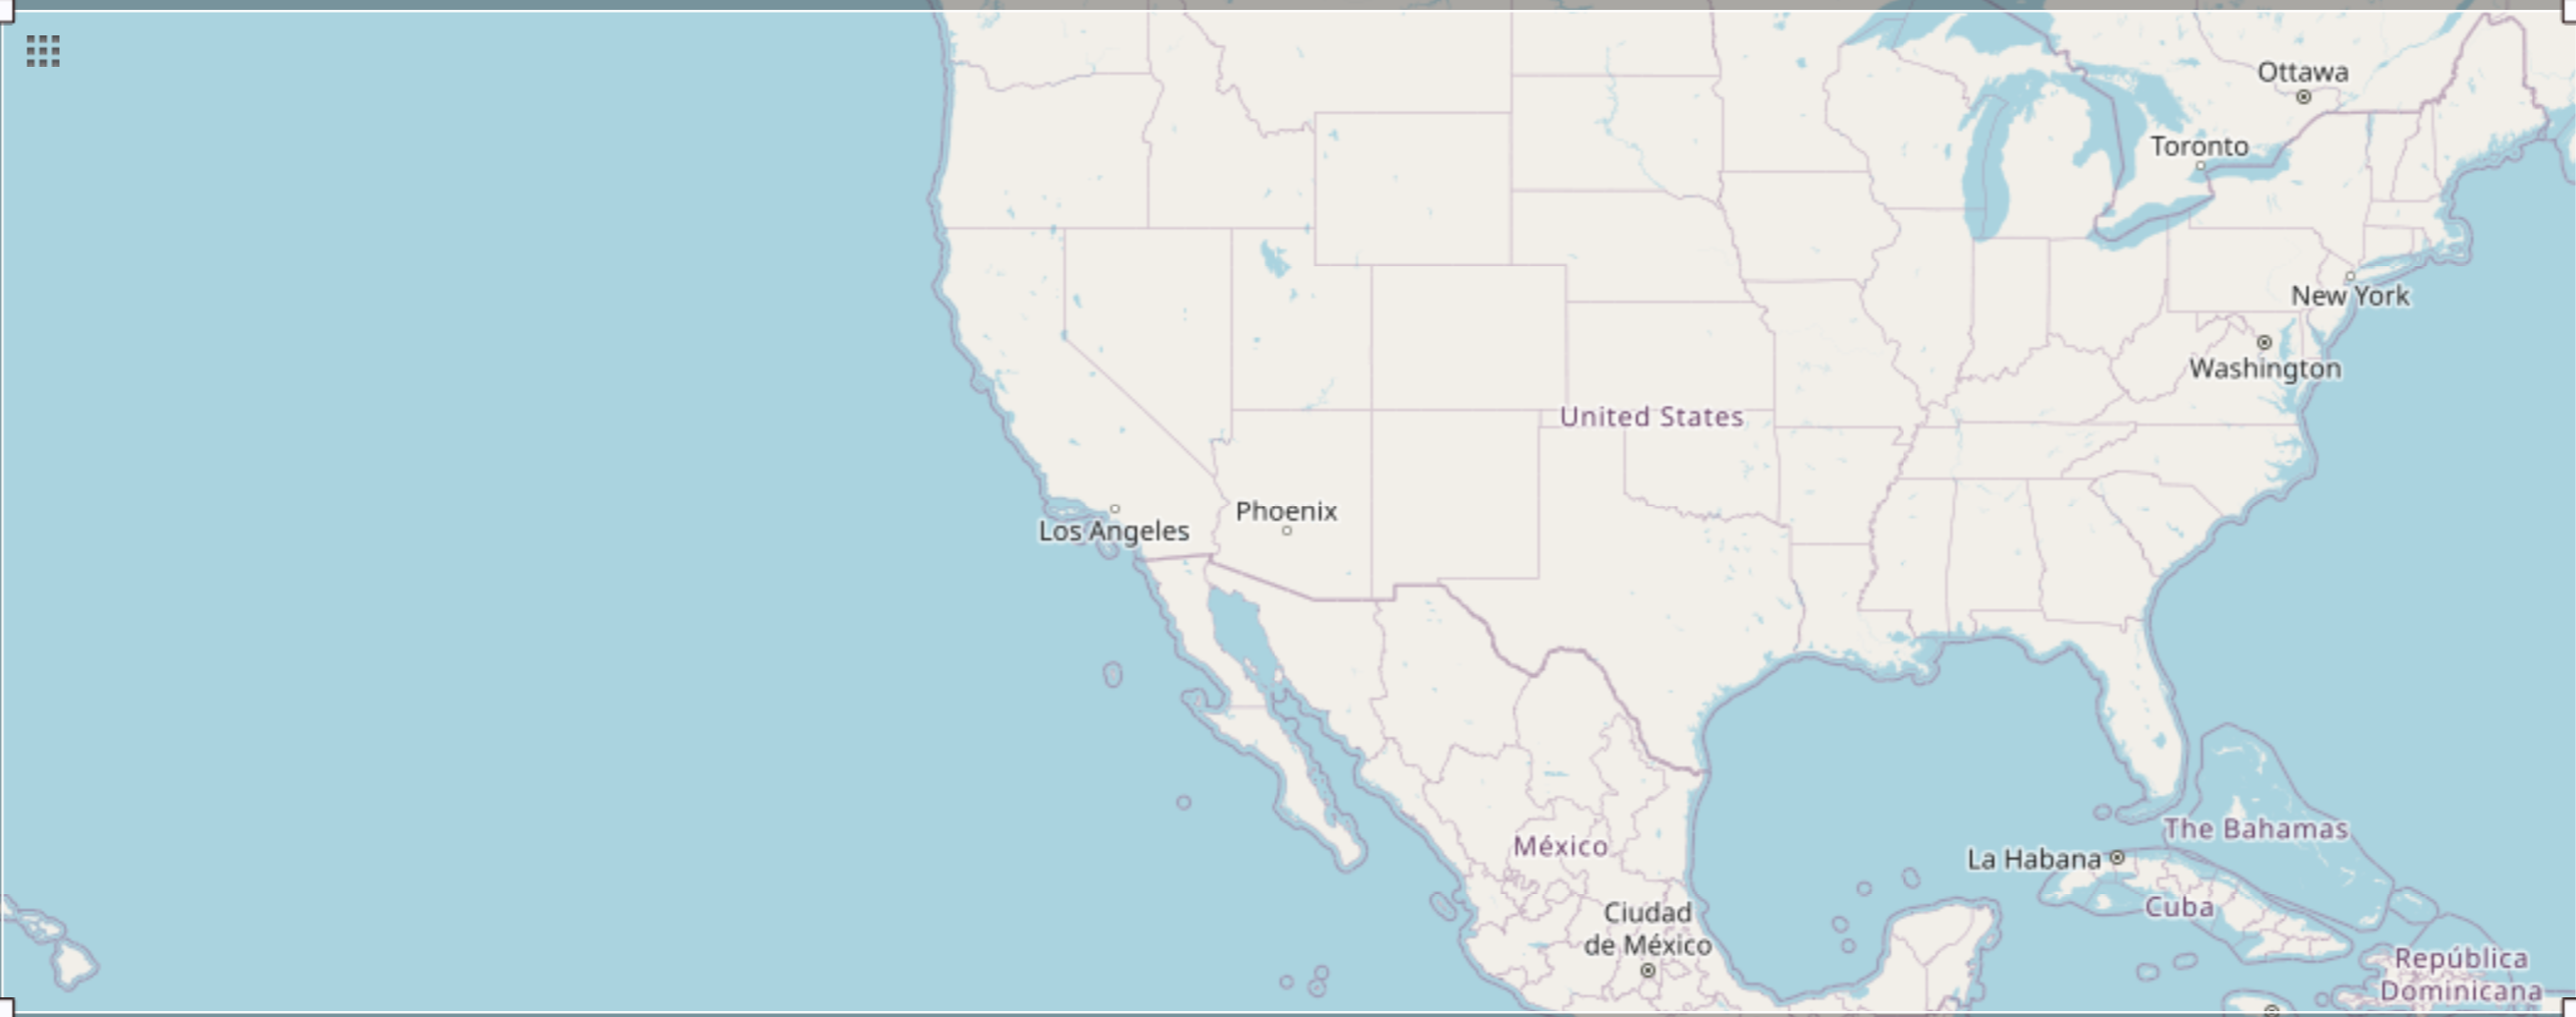 Ottawa
Toronto
New York
Washington
United States
Phoenix
Los Angeles
The Bahamas
México
La Habana
Cuba
Ciudad
de México
República
Dominicana